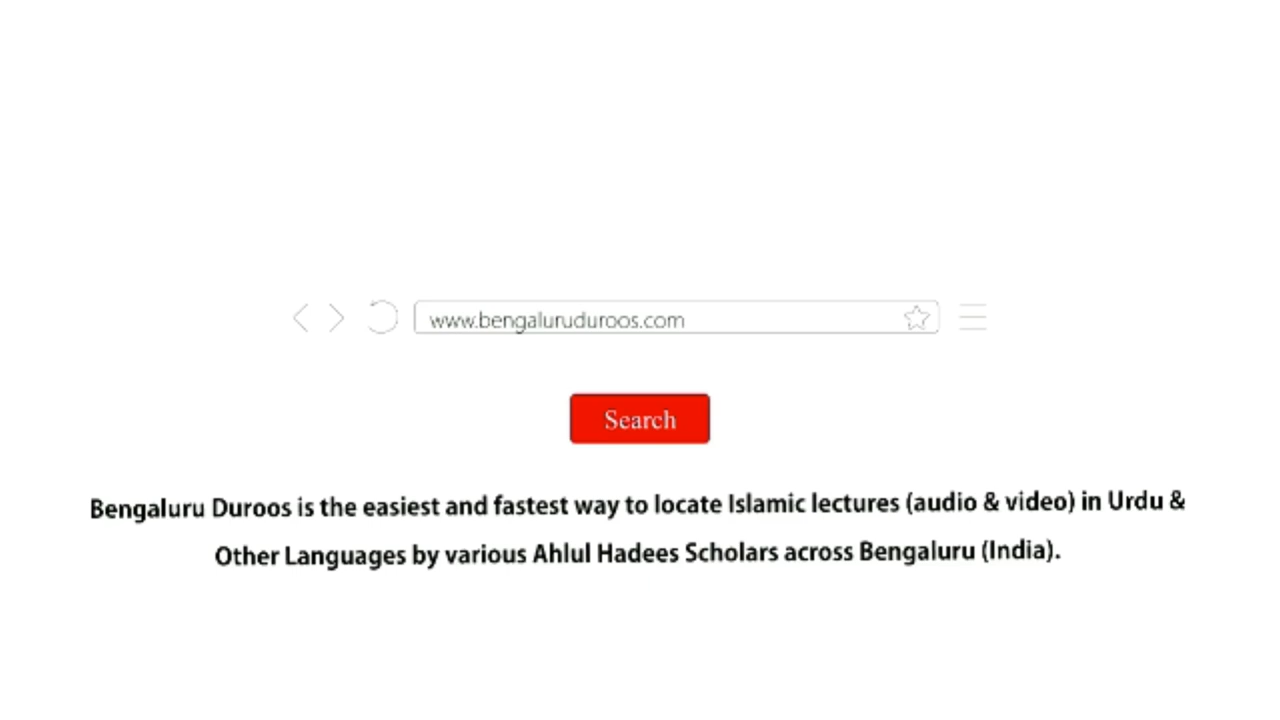 www.bengaluruduroos.com
Search
Bengaluru Duroos is the easiest and fastest way to locate Islamic lectures (audio & video) in Urdu &
Other Languages by various Ahlul Hadees Scholars across Bengaluru (India).